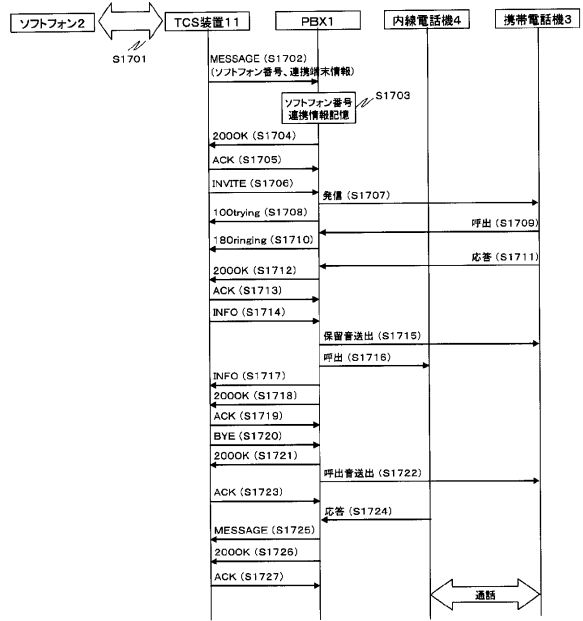 ソフトフォン2
TCS装置11
PBX1
内線電話機4
携帯電話機3
S1701
MESSAGE (S1702)
(ソフトフォン番号、連携端末情報)
S1703
ソフトフォン番号
連携情報記憶
200OK (S1704)
ACK (S1705)
INVITE (S1706)
発信 (S1707)
100trying (S1708)
呼出 (S1709)
180ringing (S1710)
応答 (S1711)
200OK (S1712)
ACK (S1713)
INFO (S1714)
保留音送出 (S1715)
呼出 (S1716)
INFO (S1717)
200OK (S1718)
ACK (S1719)
BYE (S1720)
200OK (S1721)
呼出音送出 (S1722)
ACK (S1723)
応答 (S1724)
MESSAGE (S1725)
200OK (S1726)
ACK (S1727)
通話